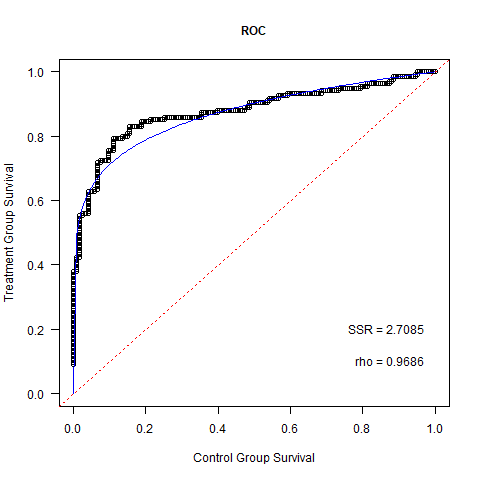 ROC
Treatment Group Survival
1.0
0.8
0.6
0.4
0.2
0.0
SSR = 2.7085
rho = 0.9686
0.0 0.2 0.4 0.6 0.8 1.0
Control Group Survival